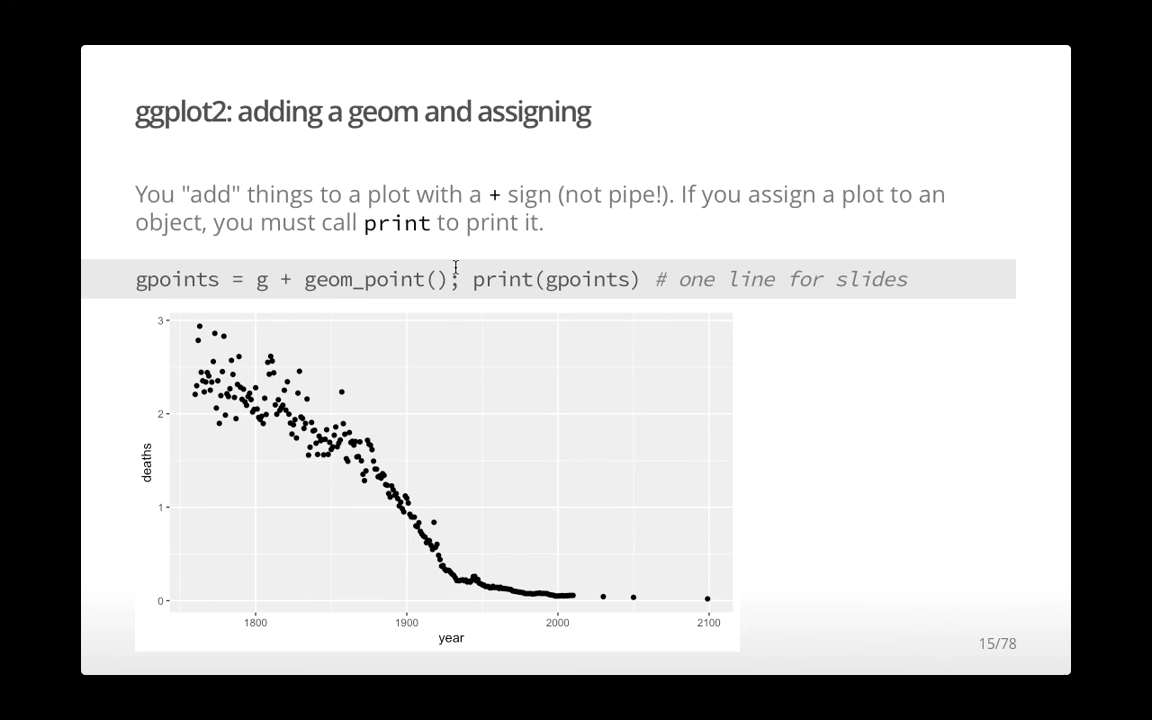 ggplot2: adding a geom and assigning
You "add" things to a plot with a + sign (not pipe!). If you assign a plot to an
object, you must call print to print it.
gpoints = g + geom_point(); print(gpoints) # one line for slides
3
2
deaths
1
0
1800 1900 2000 2100
year
15/78